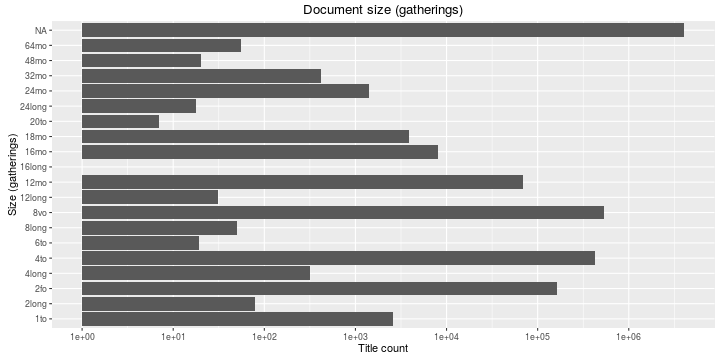 Document size (gatherings)
Size (gatherings)
NA
64mo
48mo
32mo
24mo
24long
20to
18mo
16mo
16long
12mo
12long
8vo
8long
6to
4to
4long
2fo
2long
1to
1e+00 1e+01 1e+02 1e+03 1e+04 1e+05 1e+06
Title count